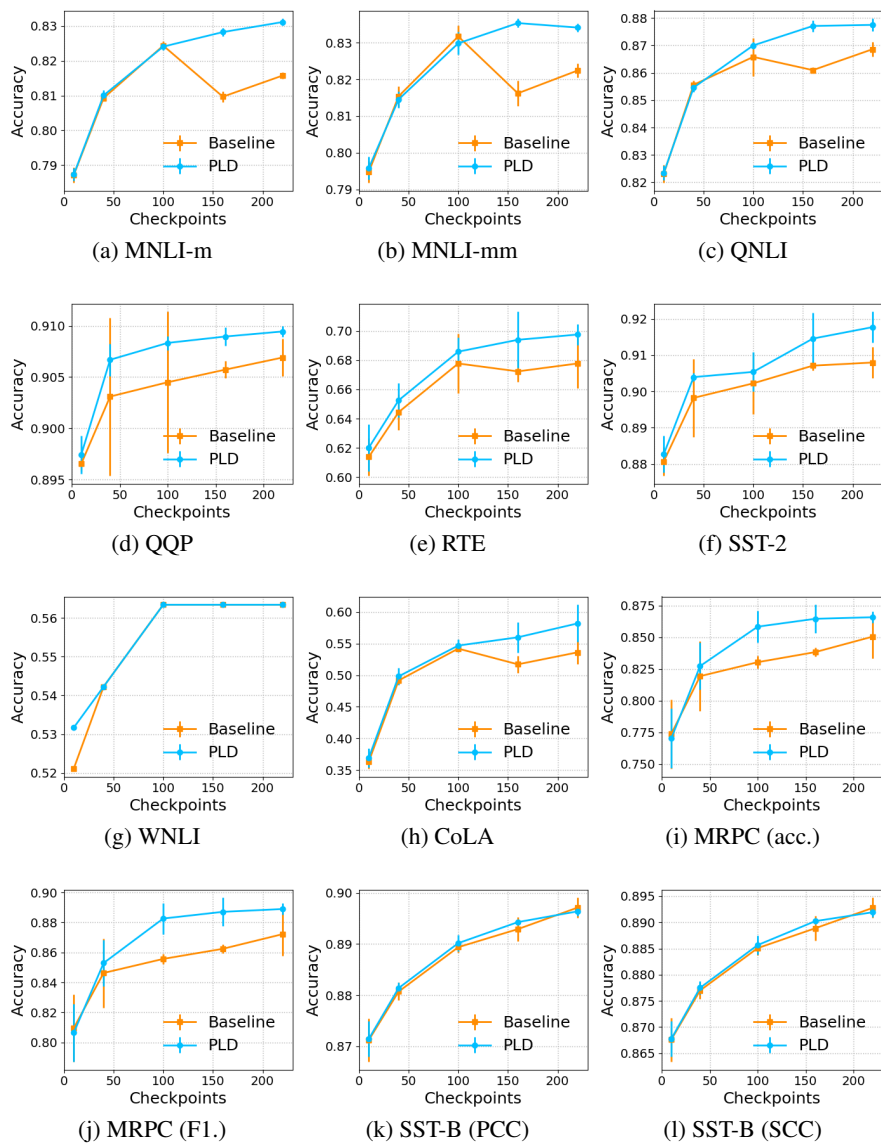 0.83
0.82
0.81
0.80
0.79
Accuracy
Baseline
PLD
0 50 100 150 200
Checkpoints
(a) MNLI-m
0.83
0.82
0.81
0.80
0.79
Accuracy
Baseline
PLD
0 50 100 150 200
Checkpoints
(b) MNLI-mm
0.88
0.87
0.86
0.85
0.84
0.83
0.82
Accuracy
Baseline
PLD
0 50 100 150 200
Checkpoints
(c) QNLI
0.910
0.905
0.900
0.895
Accuracy
Baseline
PLD
0 50 100 150 200
Checkpoints
(d) QQP
0.70
0.68
0.66
0.64
0.62
0.60
Accuracy
Baseline
PLD
0 50 100 150 200
Checkpoints
(e) RTE
0.92
0.91
0.90
0.89
0.88
Accuracy
Baseline
PLD
0 50 100 150 200
Checkpoints
(f) SST-2
0.56
0.55
0.54
0.53
0.52
Accuracy
Baseline
PLD
0 50 100 150 200
Checkpoints
(g) WNLI
0.60
0.55
0.50
0.45
0.40
0.35
Accuracy
Baseline
PLD
0 50 100 150 200
Checkpoints
(h) CoLA
0.875
0.850
0.825
0.800
0.775
0.750
Accuracy
Baseline
PLD
0 50 100 150 200
Checkpoints
(i) MRPC (acc.)
0.90
0.88
0.86
0.84
0.82
0.80
Accuracy
Baseline
PLD
0 50 100 150 200
Checkpoints
(j) MRPC (F1.)
0.90
0.89
0.88
0.87
Accuracy
Baseline
PLD
0 50 100 150 200
Checkpoints
(k) SST-B (PCC)
0.895
0.890
0.885
0.880
0.875
0.870
0.865
Accuracy
Baseline
PLD
0 50 100 150 200
Checkpoints
(l) SST-B (SCC)